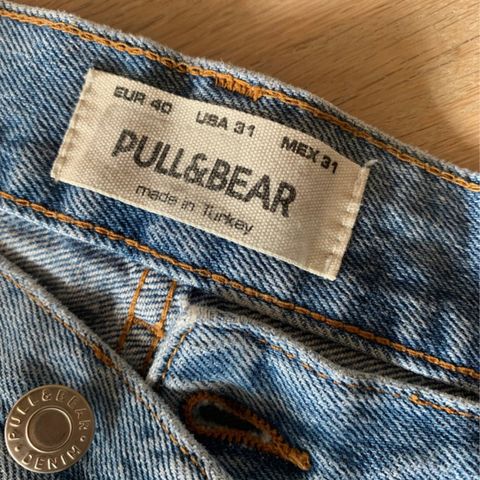 EUR 40 USA 31 MEX 31
PULL&BEAR
made in Turkey
PULL&BEAR
DENIM